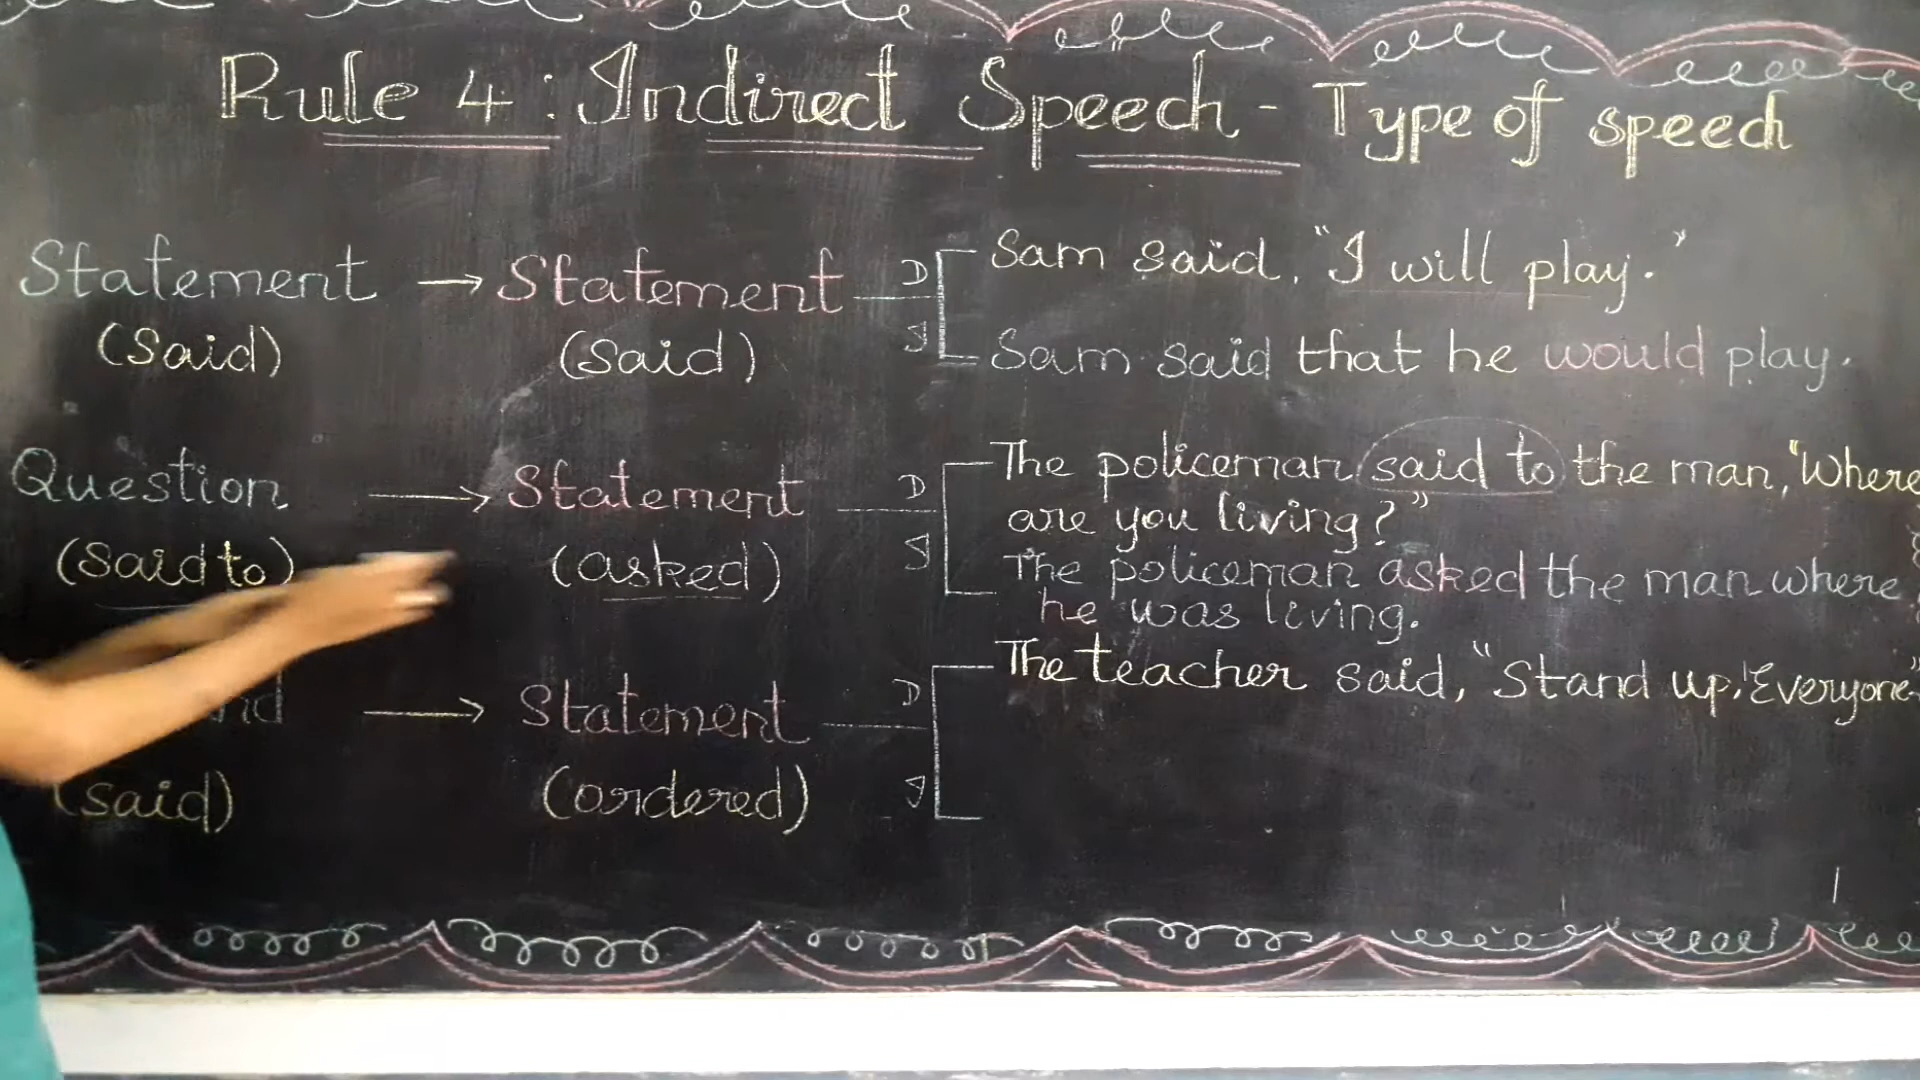 Rule 4 : Indirect Speech - Type of speech
Statement → Statement
(Said) (Said)
D Sam said, "I will play."
I Sam said that he would play.
Question → Statement
(Said to) (asked)
D The policeman said to the man, "Where
are you living?"
I The policeman asked the man where
he was living.
→ Statement
(said) (ordered)
D The teacher said, "Stand up, Everyone"
I